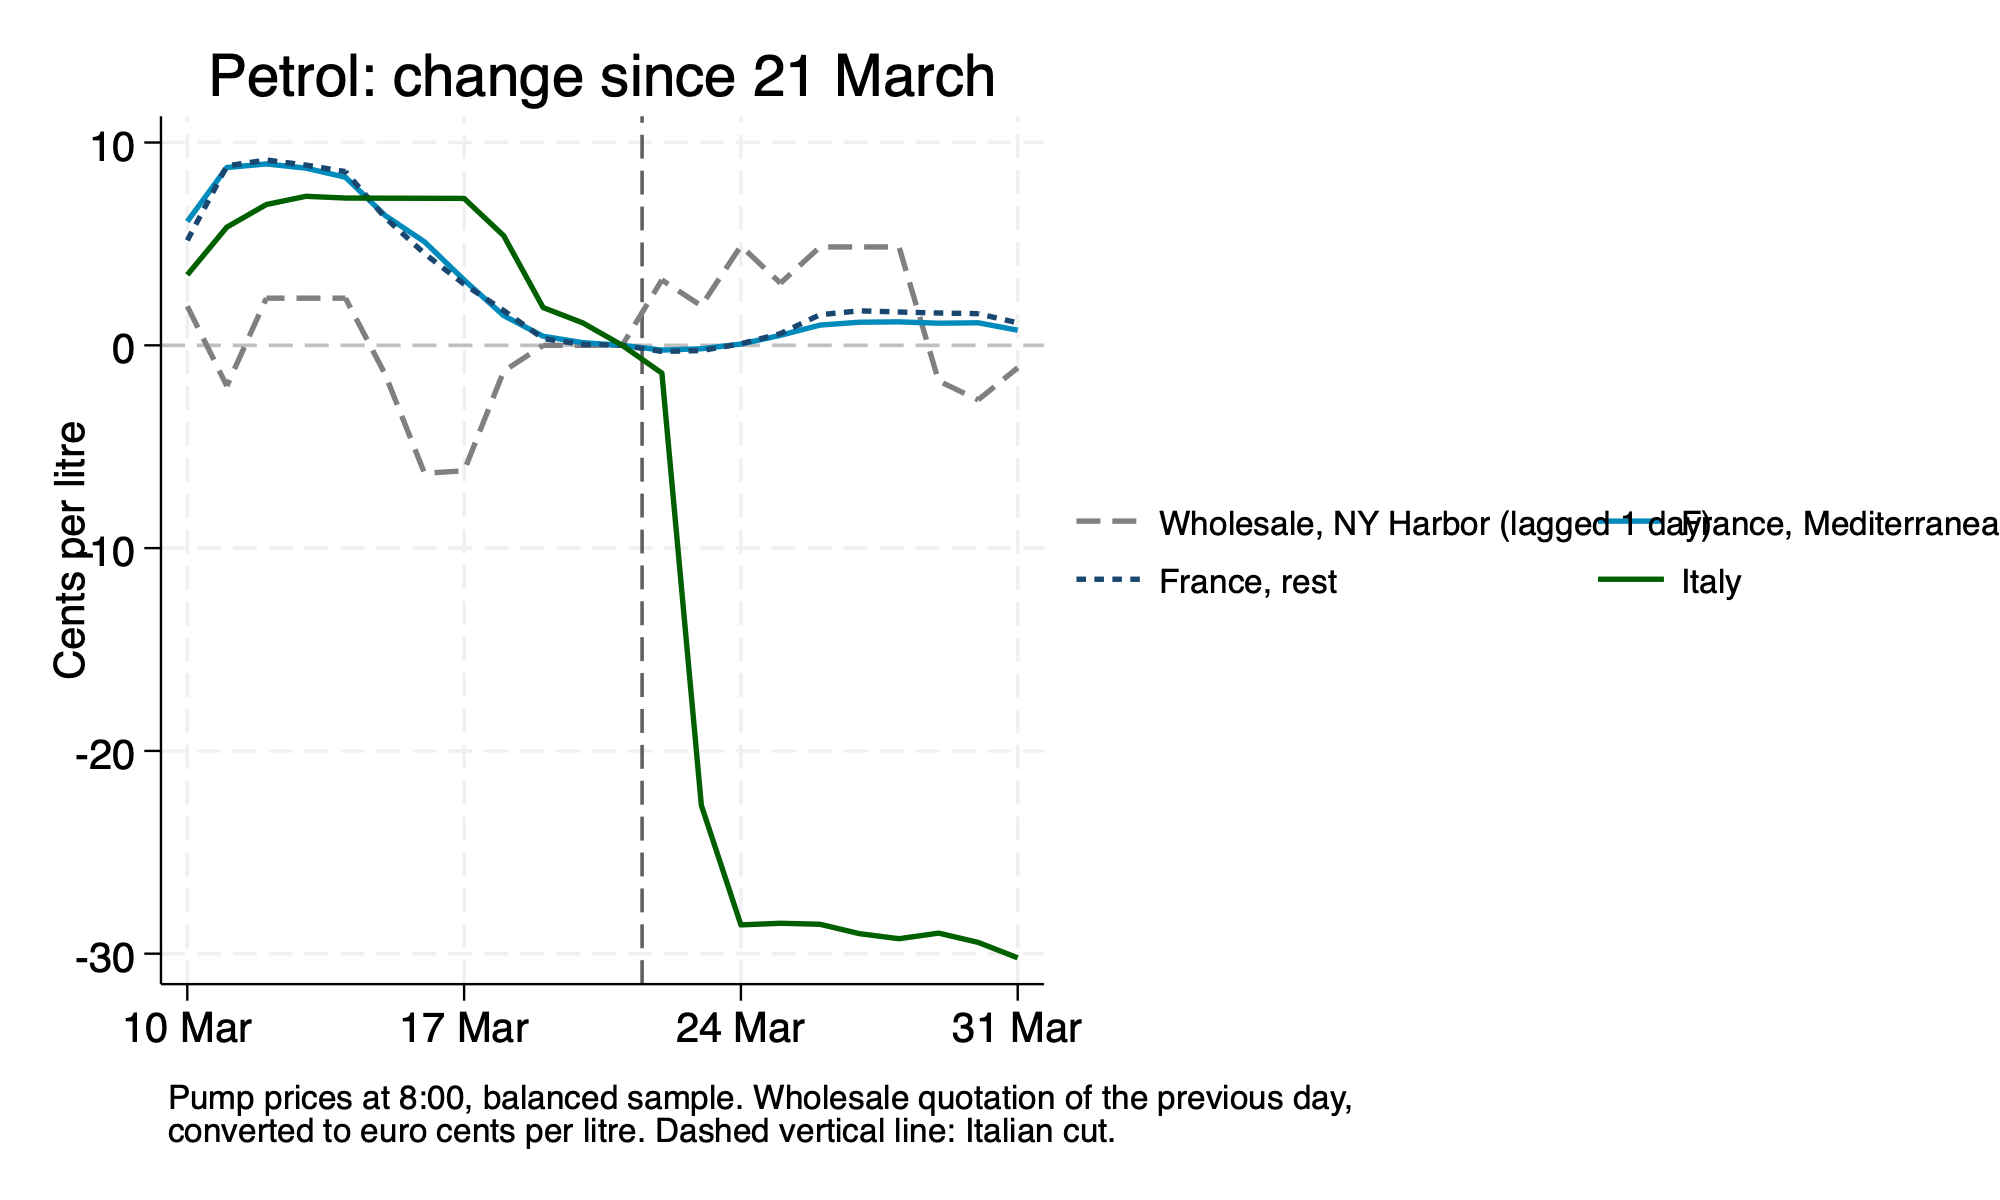 Petrol: change since 21 March
Cents per litre
10
0
-10
-20
-30
10 Mar
17 Mar
24 Mar
31 Mar
Wholesale, NY Harbor (lagged 1 day)
France, Mediterranea
France, rest
Italy
Pump prices at 8:00, balanced sample. Wholesale quotation of the previous day,
converted to euro cents per litre. Dashed vertical line: Italian cut.